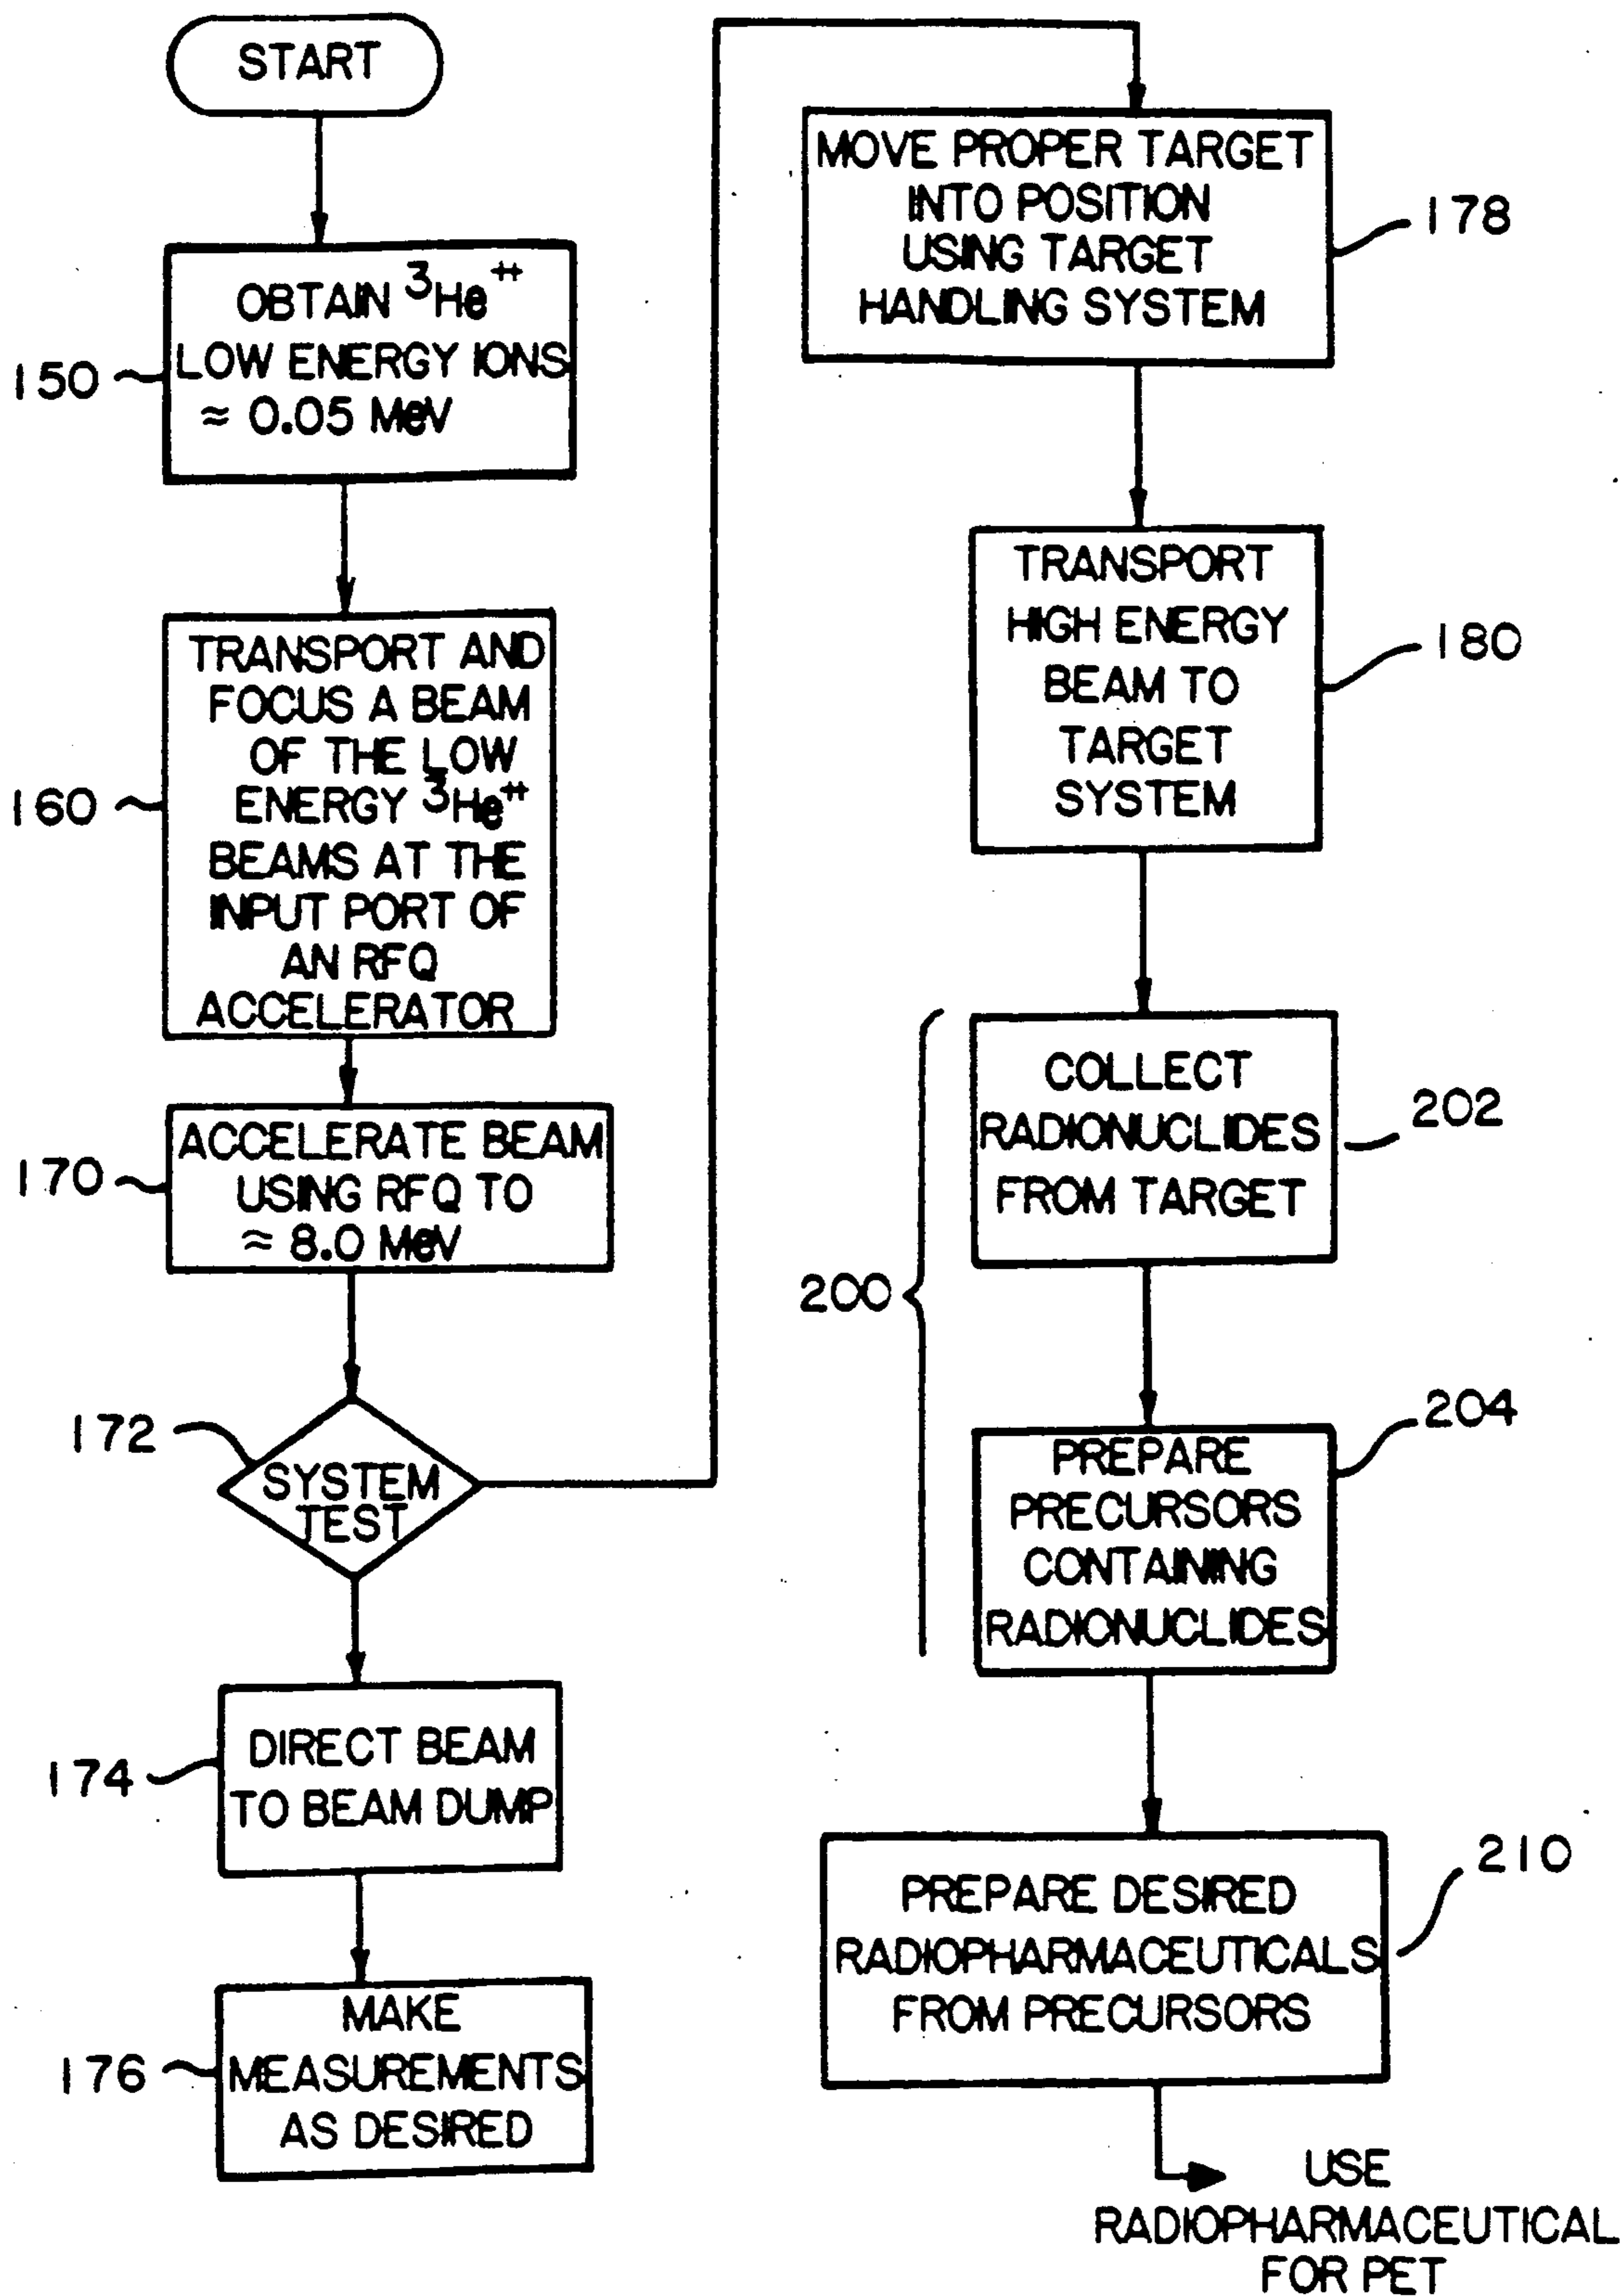 START
150
OBTAIN ³He⁺⁺
LOW ENERGY IONS
≈ 0.05 MeV
160
TRANSPORT AND
FOCUS A BEAM
OF THE LOW
ENERGY ³He⁺⁺
BEAMS AT THE
INPUT PORT OF
AN RFQ
ACCELERATOR
170
ACCELERATE BEAM
USING RFQ TO
≈ 8.0 MeV
172
SYSTEM
TEST
174
DIRECT BEAM
TO BEAM DUMP
176
MAKE
MEASUREMENTS
AS DESIRED
MOVE PROPER TARGET
INTO POSITION
USING TARGET
HANDLING SYSTEM
178
TRANSPORT
HIGH ENERGY
BEAM TO
TARGET
SYSTEM
180
200
COLLECT
RADIONUCLIDES
FROM TARGET
202
PREPARE
PRECURSORS
CONTAINING
RADIONUCLIDES
204
PREPARE DESIRED
RADIOPHARMACEUTICALS
FROM PRECURSORS
210
USE
RADIOPHARMACEUTICAL
FOR PET